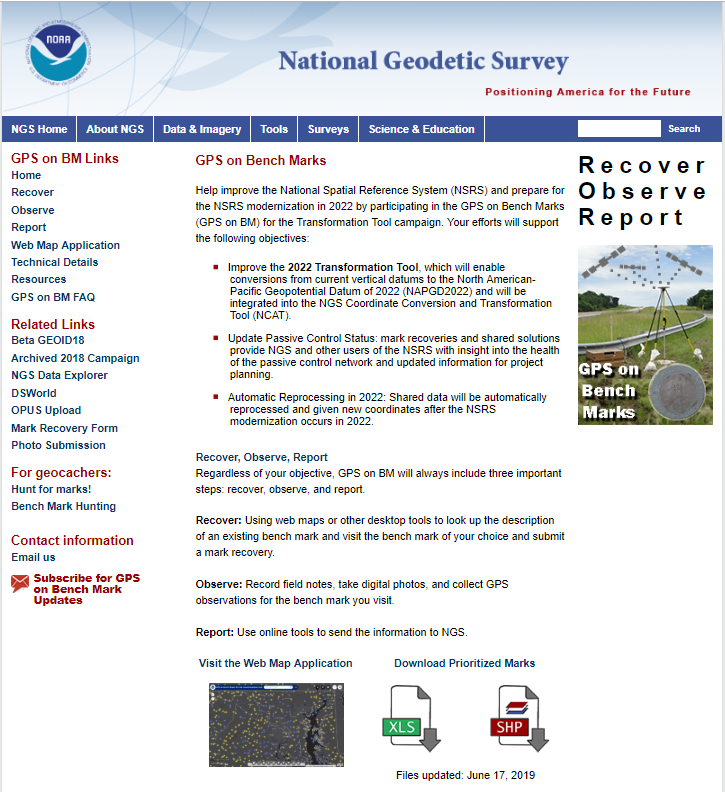 NOAA
National Geodetic Survey
Positioning America for the Future
NGS Home
About NGS
Data & Imagery
Tools
Surveys
Science & Education
Search
GPS on BM Links
Home
Recover
Observe
Report
Web Map Application
Technical Details
Resources
GPS on BM FAQ
Related Links
Beta GEOID18
Archived 2018 Campaign
NGS Data Explorer
DSWorld
OPUS Upload
Mark Recovery Form
Photo Submission
For geocachers:
Hunt for marks!
Bench Mark Hunting
Contact information
Email us
Subscribe for GPS
on Bench Mark
Updates
GPS on Bench Marks
Help improve the National Spatial Reference System (NSRS) and prepare for
the NSRS modernization in 2022 by participating in the GPS on Bench Marks
(GPS on BM) for the Transformation Tool campaign. Your efforts will support
the following objectives:
Improve the 2022 Transformation Tool, which will enable
conversions from current vertical datums to the North American-
Pacific Geopotential Datum of 2022 (NAPGD2022) and will be
integrated into the NGS Coordinate Conversion and Transformation
Tool (NCAT).
Update Passive Control Status: mark recoveries and shared solutions
provide NGS and other users of the NSRS with insight into the health
of the passive control network and updated information for project
planning.
Automatic Reprocessing in 2022: Shared data will be automatically
reprocessed and given new coordinates after the NSRS
modernization occurs in 2022.
Recover, Observe, Report
Regardless of your objective, GPS on BM will always include three important
steps: recover, observe, and report.
Recover: Using web maps or other desktop tools to look up the description
of an existing bench mark and visit the bench mark of your choice and submit
a mark recovery.
Observe: Record field notes, take digital photos, and collect GPS
observations for the bench mark you visit.
Report: Use online tools to send the information to NGS.
Visit the Web Map Application
Download Prioritized Marks
XLS
SHP
Files updated: June 17, 2019
Recover
Observe
Report
GPS on
Bench
Marks